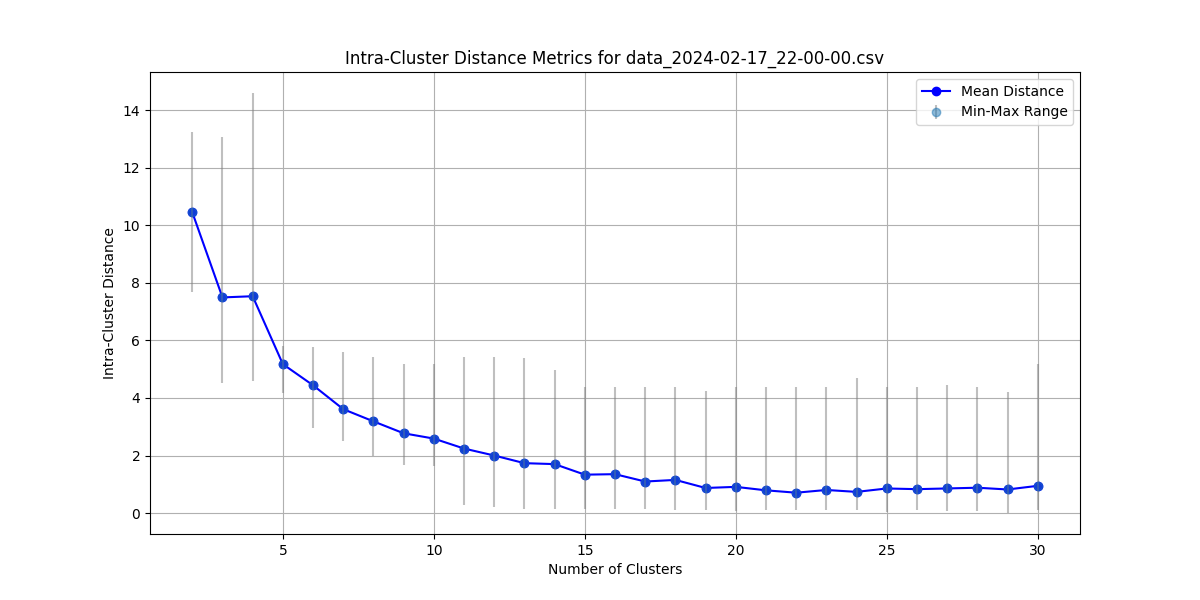 Intra-Cluster Distance Metrics for data_2024-02-17_22-00-00.csv
Mean Distance
Min-Max Range
Intra-Cluster Distance
14
12
10
8
6
4
2
0
5 10 15 20 25 30
Number of Clusters